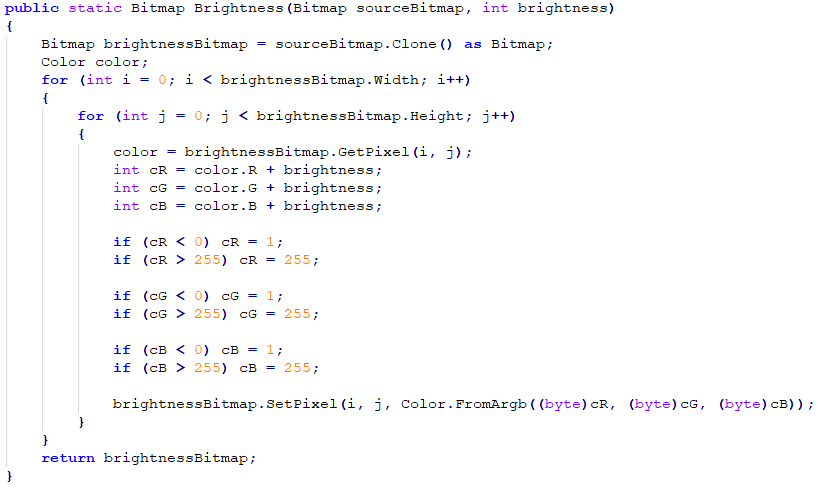 public static Bitmap Brightness(Bitmap sourceBitmap, int brightness)
{
    Bitmap brightnessBitmap = sourceBitmap.Clone() as Bitmap;
    Color color;
    for (int i = 0; i < brightnessBitmap.Width; i++)
    {
        for (int j = 0; j < brightnessBitmap.Height; j++)
        {
            color = brightnessBitmap.GetPixel(i, j);
            int cR = color.R + brightness;
            int cG = color.G + brightness;
            int cB = color.B + brightness;

            if (cR < 0) cR = 1;
            if (cR > 255) cR = 255;

            if (cG < 0) cG = 1;
            if (cG > 255) cG = 255;

            if (cB < 0) cB = 1;
            if (cB > 255) cB = 255;

            brightnessBitmap.SetPixel(i, j, Color.FromArgb((byte)cR, (byte)cG, (byte)cB));
        }
    }
    return brightnessBitmap;
}